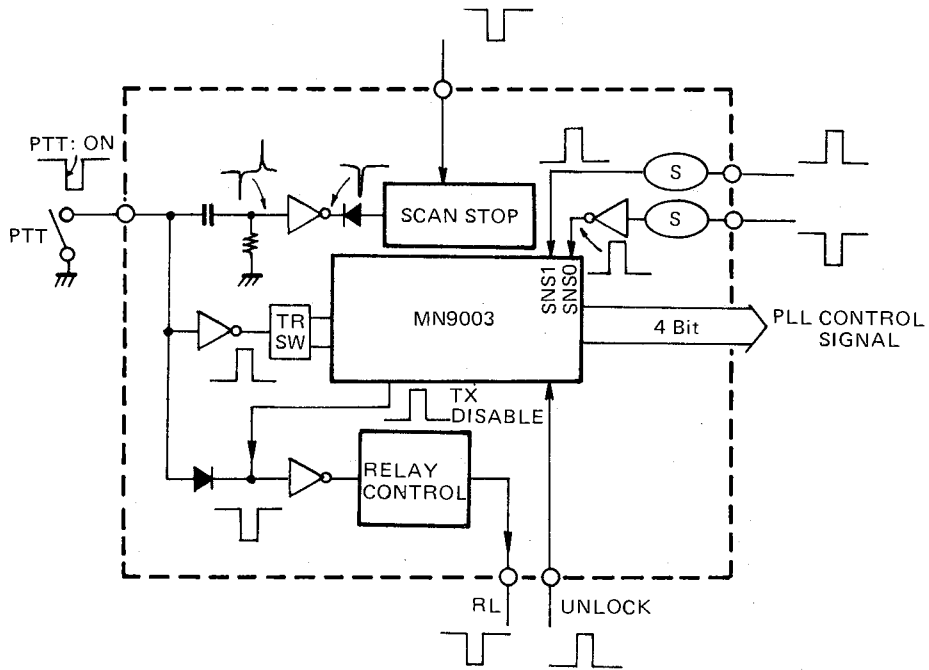 PTT: ON
PTT
SCAN STOP
S
S
SNS1
SNS0
TR
SW
MN9003
4 Bit
PLL CONTROL
SIGNAL
TX
DISABLE
RELAY
CONTROL
RL
UNLOCK